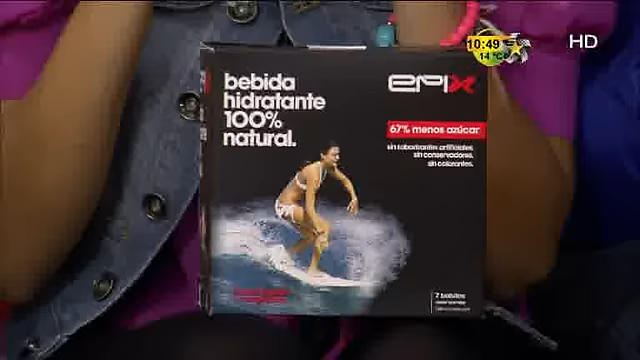 10:49
14 °C
HD
bebida
hidratante
100%
natural.
epix
67% menos azúcar
sin saborizantes artificiales
sin conservadores.
sin colorantes.
7 botellas